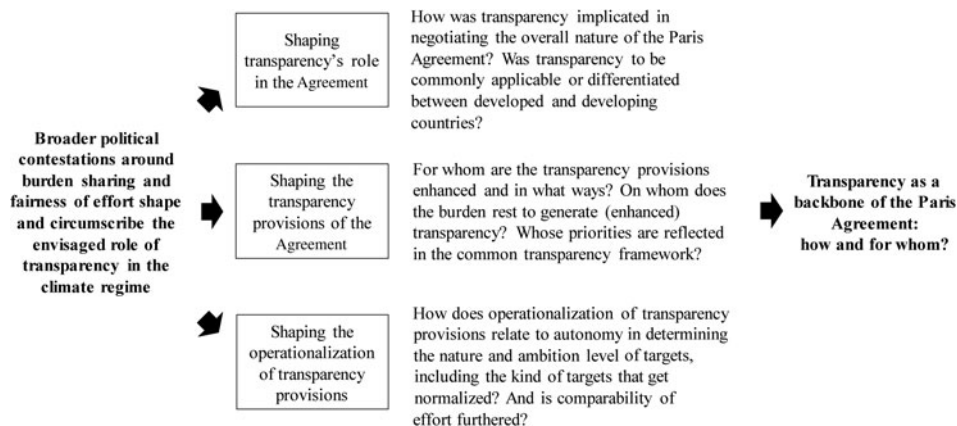 Broader political
contestations around
burden sharing and
fairness of effort shape
and circumscribe the
envisaged role of
transparency in the
climate regime
Shaping
transparency's role
in the Agreement
How was transparency implicated in
negotiating the overall nature of the Paris
Agreement? Was transparency to be
commonly applicable or differentiated
between developed and developing
countries?
Shaping the
transparency
provisions of the
Agreement
For whom are the transparency provisions
enhanced and in what ways? On whom does
the burden rest to generate (enhanced)
transparency? Whose priorities are reflected
in the common transparency framework?
Shaping the
operationalization
of transparency
provisions
How does operationalization of transparency
provisions relate to autonomy in determining
the nature and ambition level of targets,
including the kind of targets that get
normalized? And is comparability of
effort furthered?
Transparency as a
backbone of the Paris
Agreement:
how and for whom?